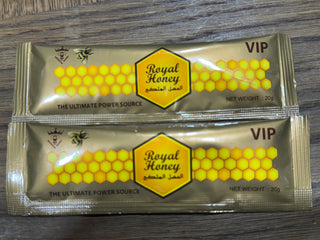 VIP
Royal
Honey
العسل الملكي
THE ULTIMATE POWER SOURCE
NET WEIGHT : 20g
VIP
Royal
Honey
العسل الملكي
THE ULTIMATE POWER SOURCE
NET WEIGHT : 20g